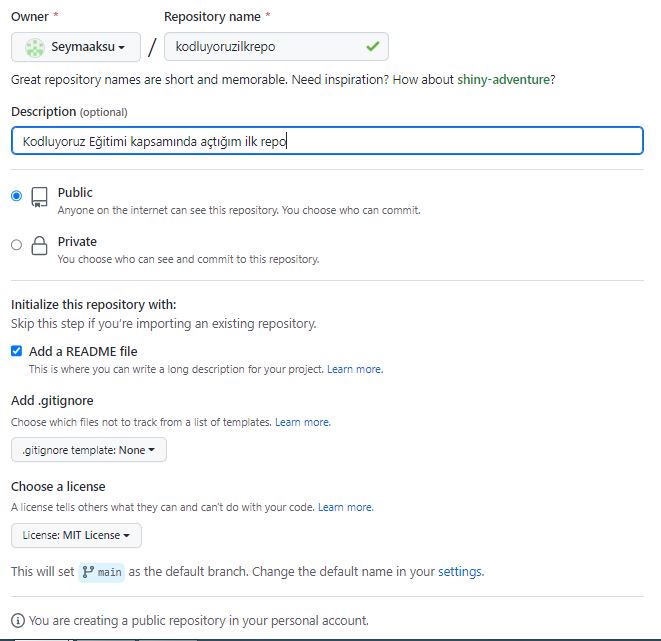 Owner * Repository name *
Seymaaksu / kodluyoruzilkrepo
Great repository names are short and memorable. Need inspiration? How about shiny-adventure?
Description (optional)
Kodluyoruz Eğitimi kapsamında açtığım ilk repo
Public
Anyone on the internet can see this repository. You choose who can commit.
Private
You choose who can see and commit to this repository.
Initialize this repository with:
Skip this step if you're importing an existing repository.
Add a README file
This is where you can write a long description for your project. Learn more.
Add .gitignore
Choose which files not to track from a list of templates. Learn more.
.gitignore template: None
Choose a license
A license tells others what they can and can't do with your code. Learn more.
License: MIT License
This will set main as the default branch. Change the default name in your settings.
You are creating a public repository in your personal account.